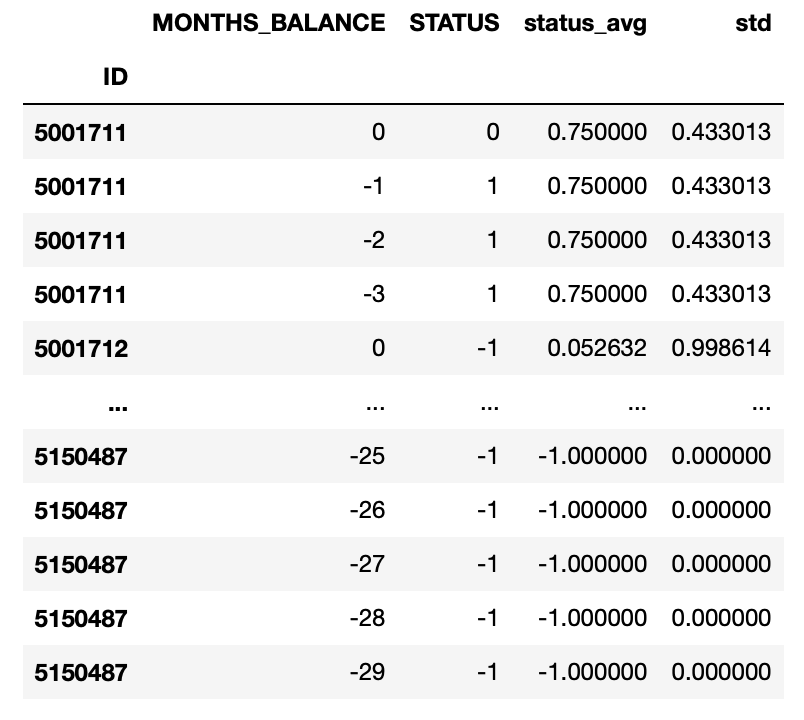 MONTHS_BALANCE STATUS status_avg std
ID
5001711 0 0 0.750000 0.433013
5001711 -1 1 0.750000 0.433013
5001711 -2 1 0.750000 0.433013
5001711 -3 1 0.750000 0.433013
5001712 0 -1 0.052632 0.998614
... ... ... ... ...
5150487 -25 -1 -1.000000 0.000000
5150487 -26 -1 -1.000000 0.000000
5150487 -27 -1 -1.000000 0.000000
5150487 -28 -1 -1.000000 0.000000
5150487 -29 -1 -1.000000 0.000000